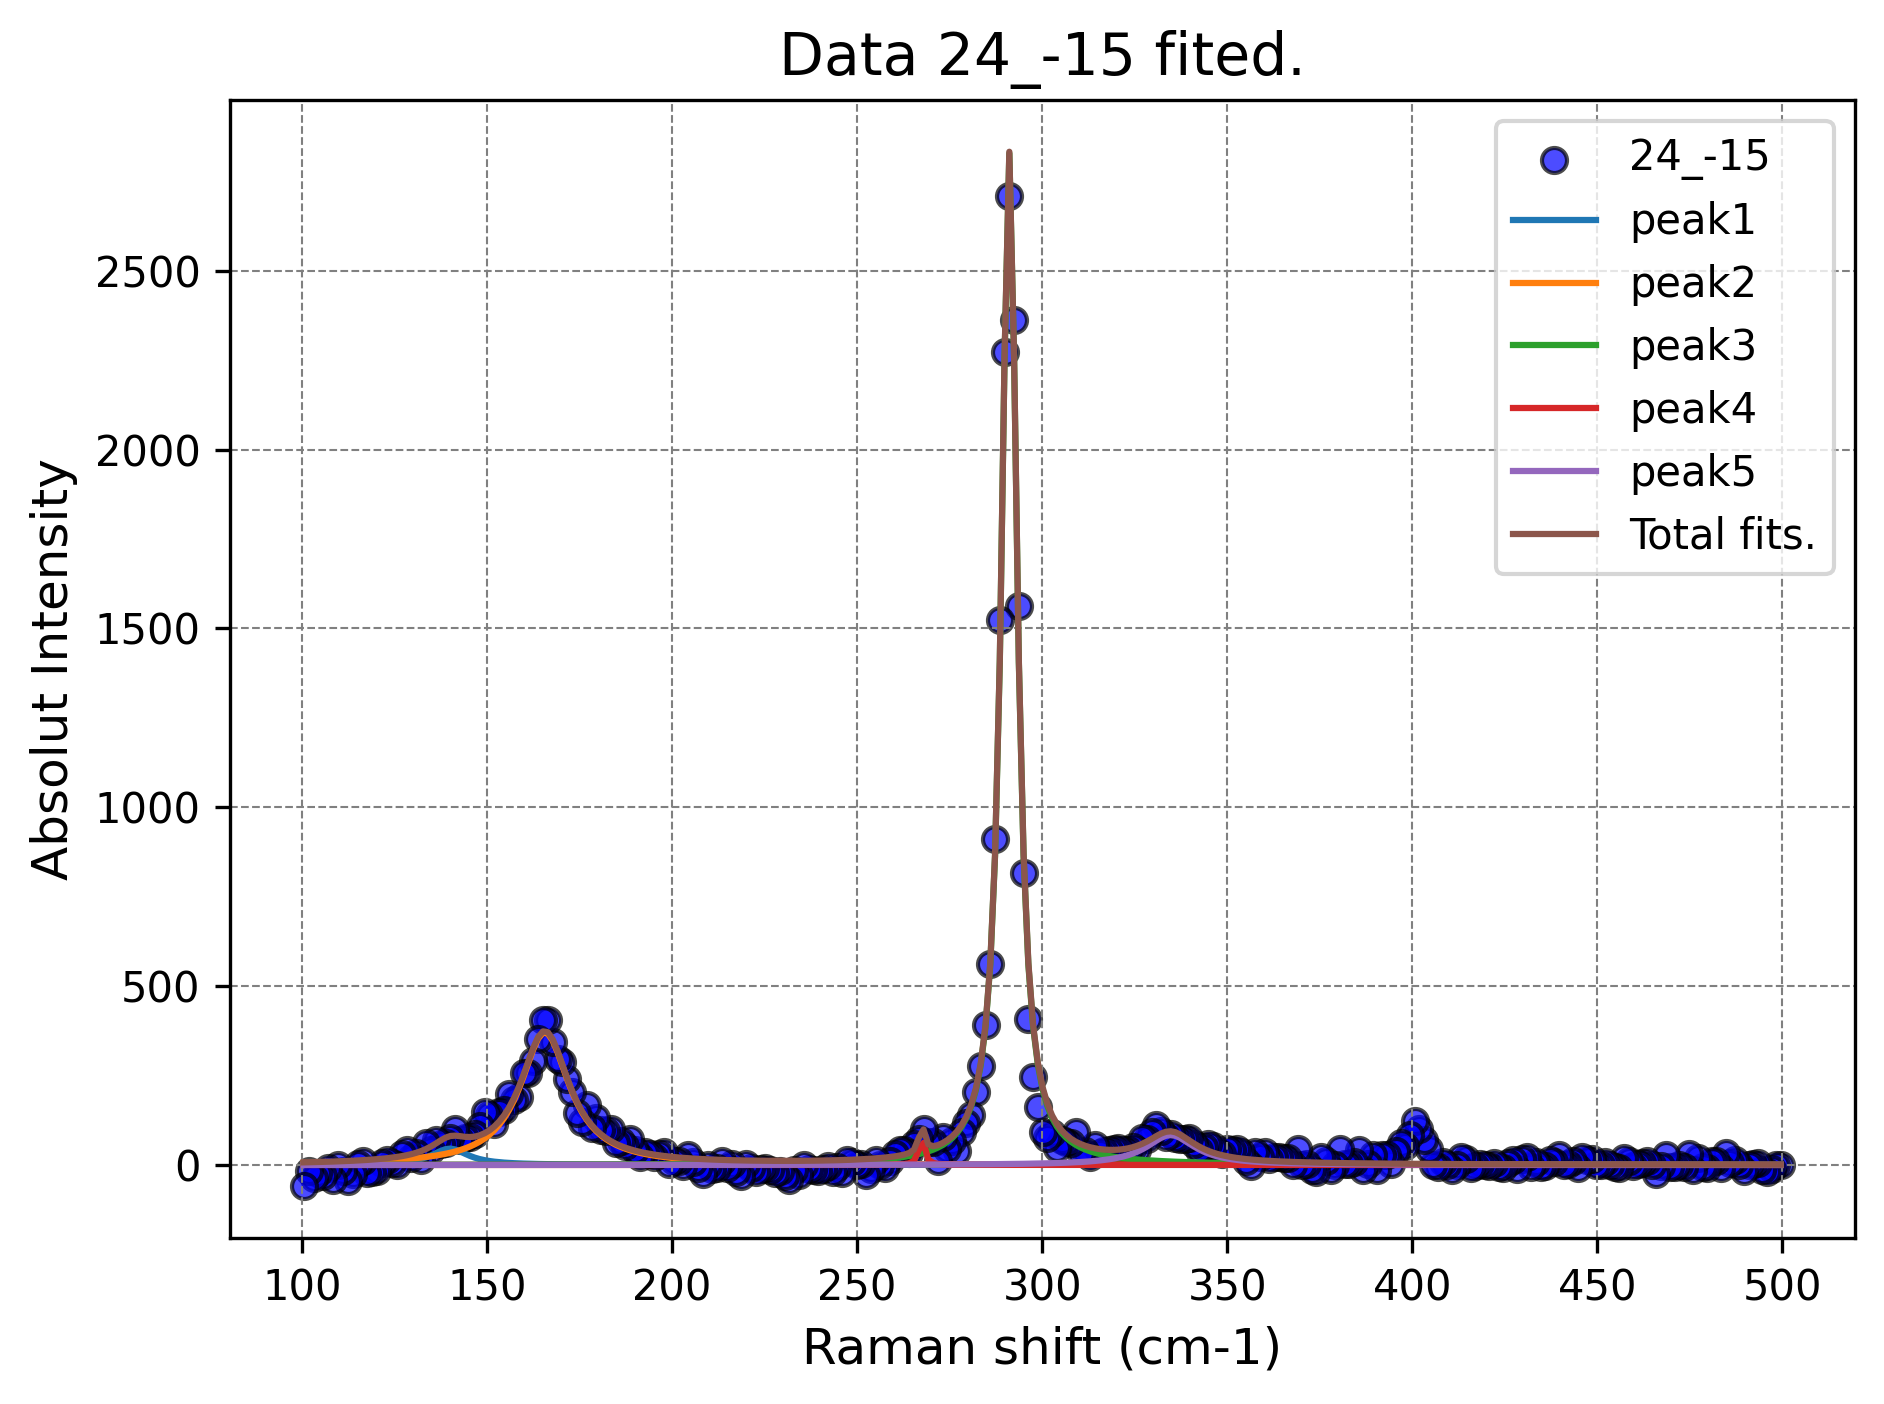 Data 24_-15 fited.
24_-15
peak1
peak2
peak3
peak4
peak5
Total fits.
Absolut Intensity
2500
2000
1500
1000
500
0
100 150 200 250 300 350 400 450 500
Raman shift (cm-1)